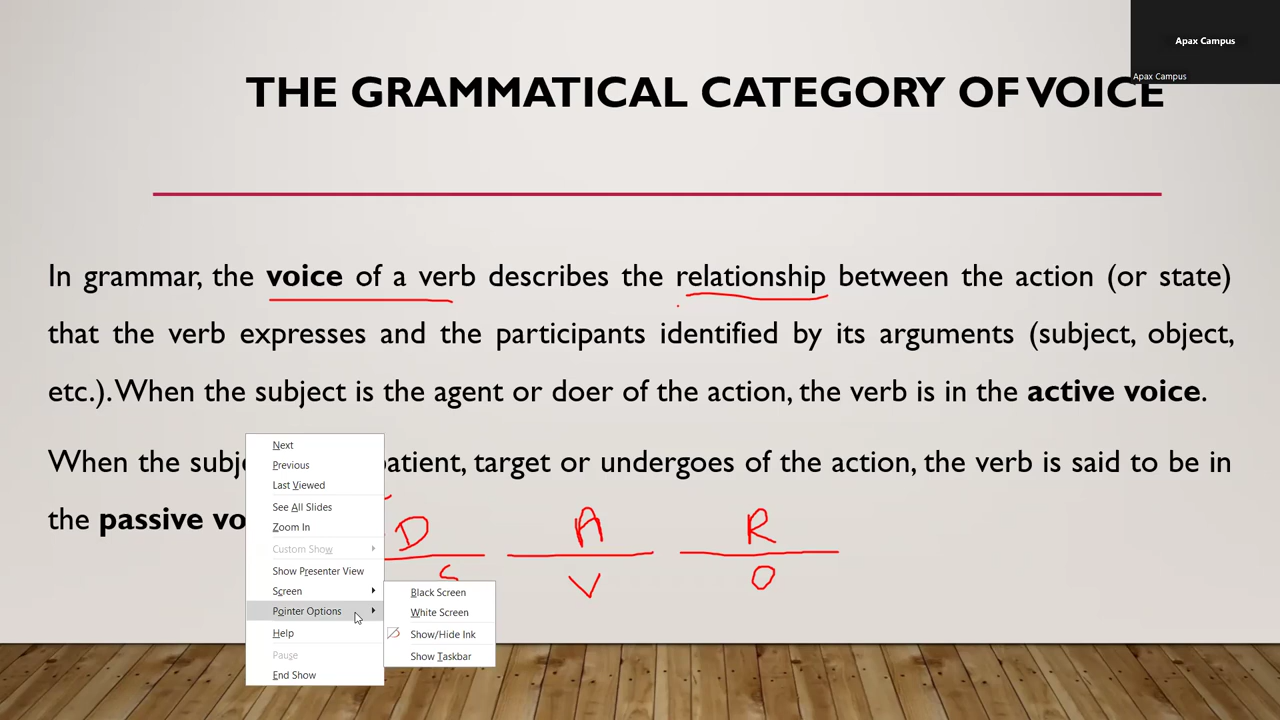 Apax Campus
Apax Campus
THE GRAMMATICAL CATEGORY OF VOICE
In grammar, the voice of a verb describes the relationship between the action (or state)
that the verb expresses and the participants identified by its arguments (subject, object,
etc.). When the subject is the agent or doer of the action, the verb is in the active voice.
When the subj patient, target or undergoes of the action, the verb is said to be in
the passive vo
D A R
S V O
Next
Previous
Last Viewed
See All Slides
Zoom In
Custom Show
Show Presenter View
Screen
Pointer Options
Help
Pause
End Show
Black Screen
White Screen
Show/Hide Ink
Show Taskbar